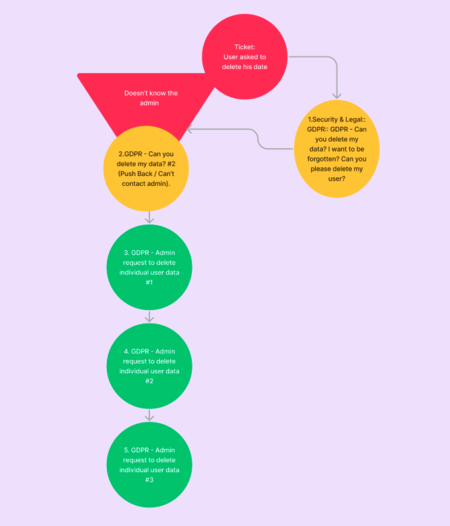 Ticket:
User asked to
delete his date
Doesn't know the
admin
1.Security & Legal::
GDPR:: GDPR - Can
you delete my
data? I want to be
forgotten? Can you
please delete my
user?
2.GDPR - Can you
delete my data? #2
(Push Back / Can't
contact admin).
3. GDPR - Admin
request to delete
individual user data
#1
4. GDPR - Admin
request to delete
individual user data
#2
5. GDPR - Admin
request to delete
individual user data
#3